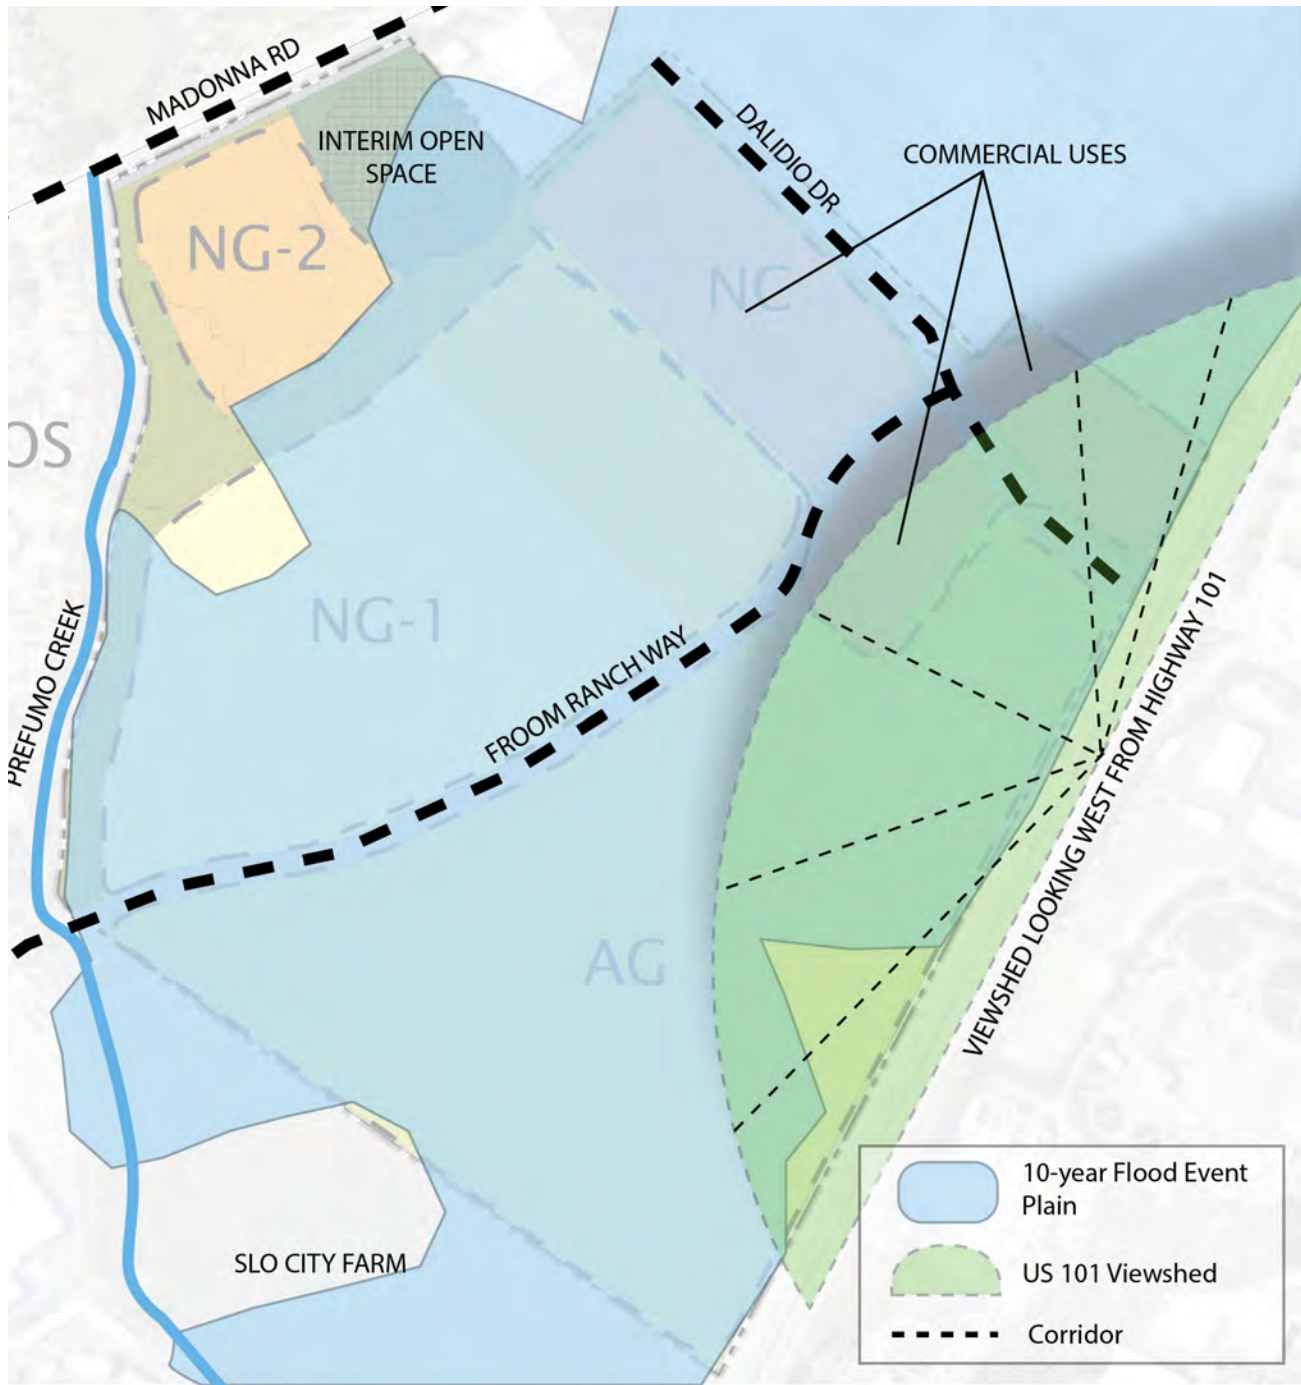 MADONNA RD
INTERIM OPEN
SPACE
DALIDIO DR
COMMERCIAL USES
NG-2
NC
OS
NG-1
PREFUMO CREEK
FROOM RANCH WAY
VIEWSHED LOOKING WEST FROM HIGHWAY 101
AG
SLO CITY FARM
10-year Flood Event
Plain
US 101 Viewshed
Corridor